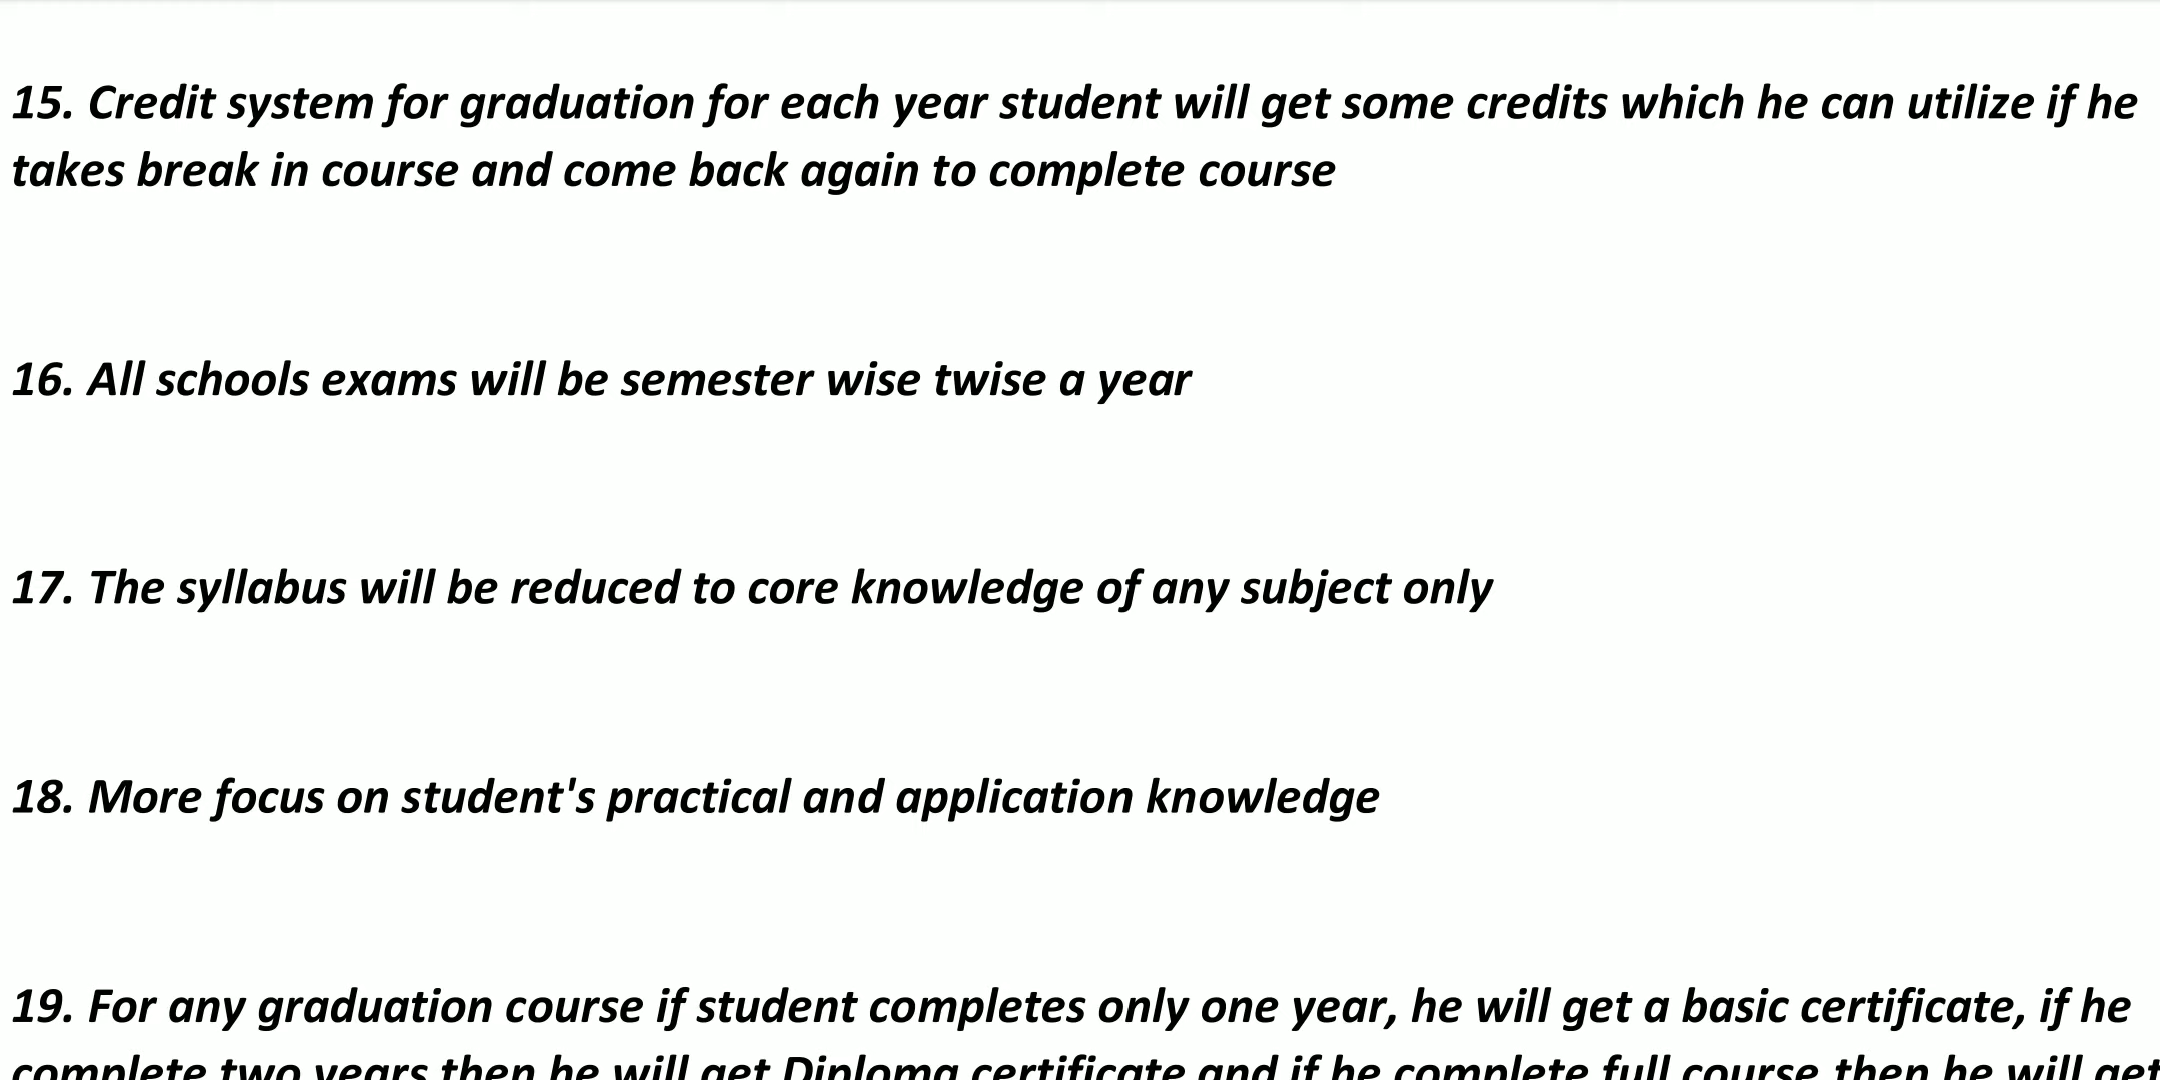 15. Credit system for graduation for each year student will get some credits which he can utilize if he
takes break in course and come back again to complete course
16. All schools exams will be semester wise twise a year
17. The syllabus will be reduced to core knowledge of any subject only
18. More focus on student's practical and application knowledge
19. For any graduation course if student completes only one year, he will get a basic certificate, if he
complete two years then he will get Diploma certificate and if he complete full course then he will get